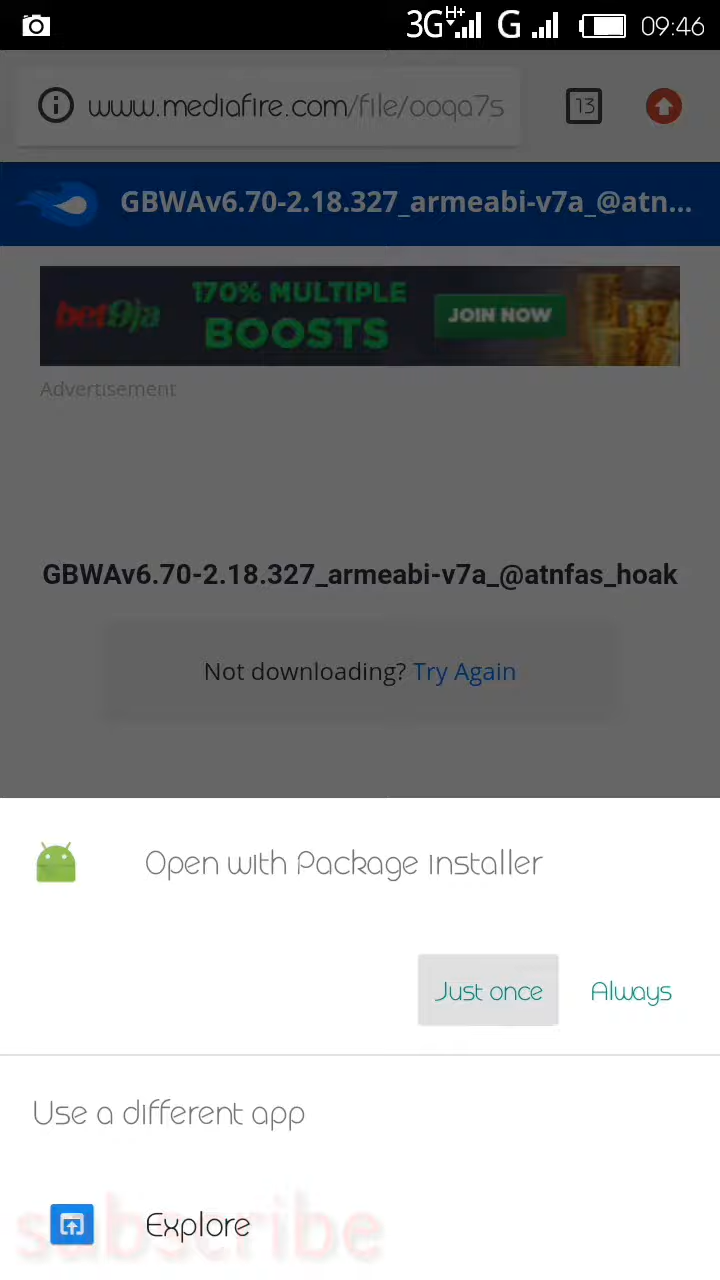 3G H+ G 09:46
www.mediafire.com/file/ooqa7s
13
GBWAv6.70-2.18.327_armeabi-v7a_@atn...
bet9ja
170% MULTIPLE
BOOSTS
JOIN NOW
Advertisement
GBWAv6.70-2.18.327_armeabi-v7a_@atnfas_hoak
Not downloading? Try Again
Open with Package installer
Just once
Always
Use a different app
Explore
subscribe